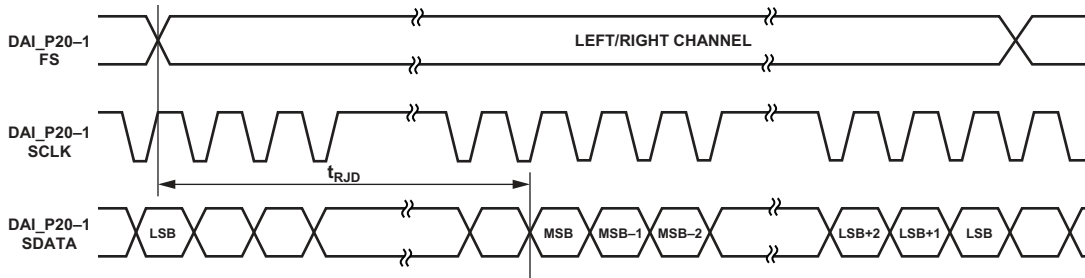 DAI_P20–1
FS
LEFT/RIGHT CHANNEL
DAI_P20–1
SCLK
tRJD
DAI_P20–1
SDATA
LSB
MSB
MSB–1
MSB–2
LSB+2
LSB+1
LSB